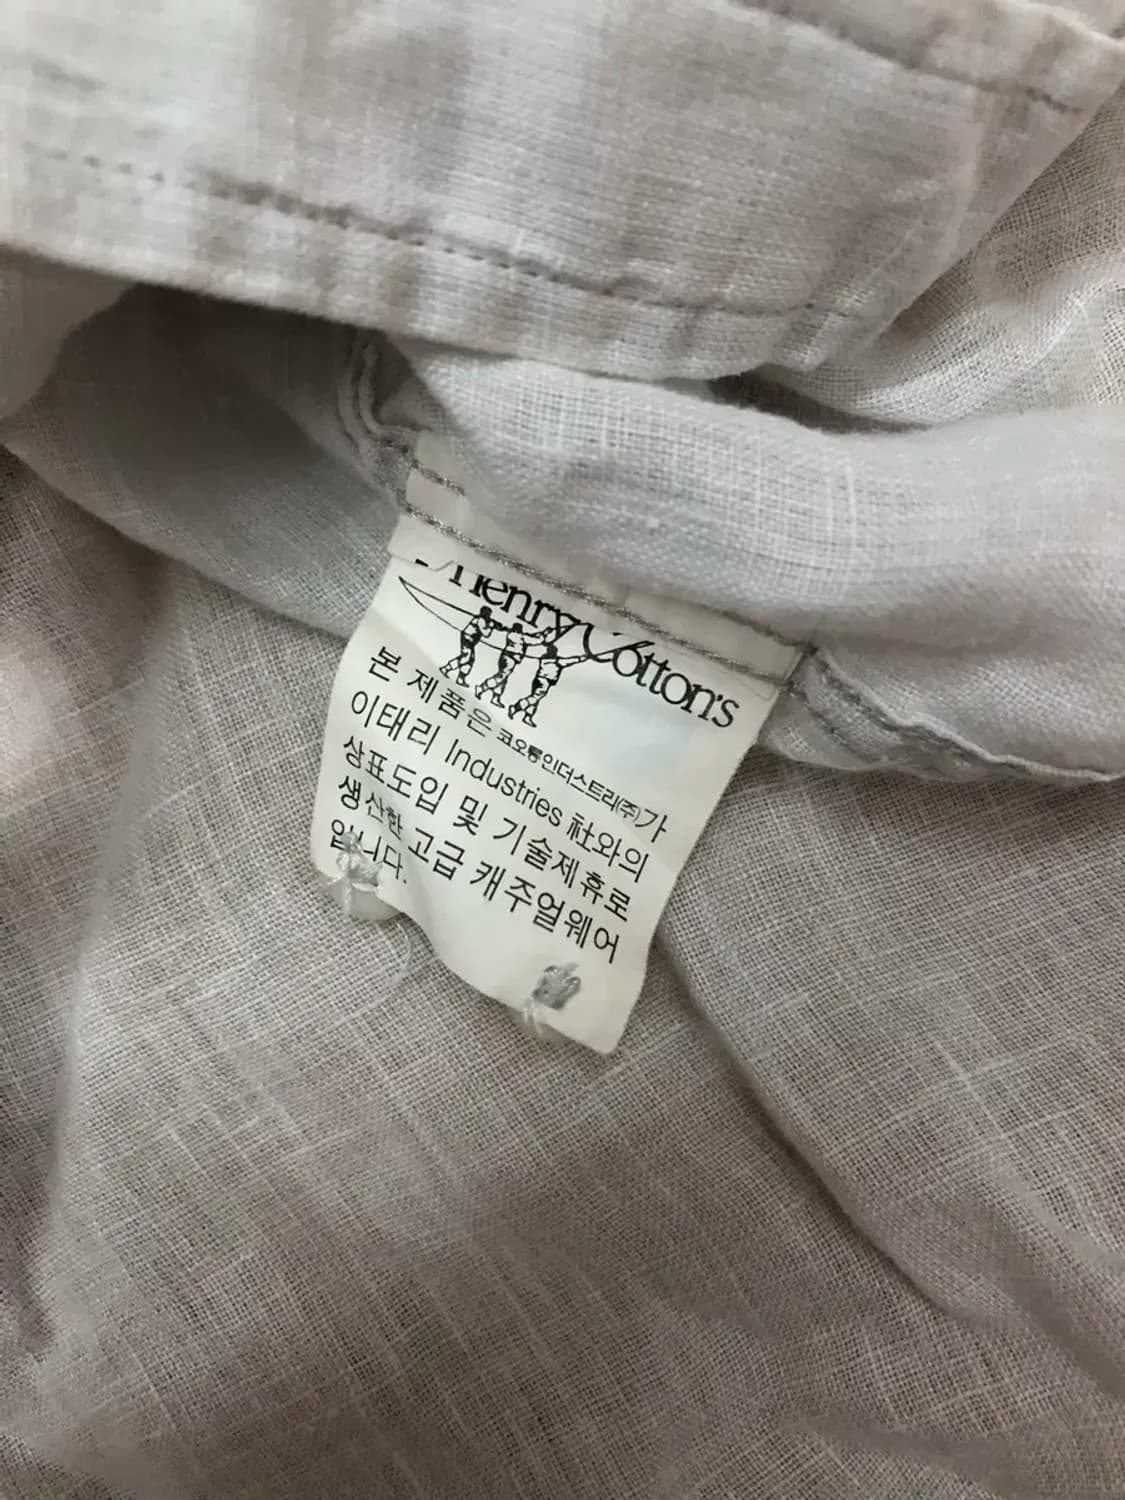 Henry Cotton's
본 제품은 코오롱인더스트리(주)가
이태리 Industries 社와의
상표도입 및 기술제휴로
생산한 고급 캐주얼웨어
입니다.